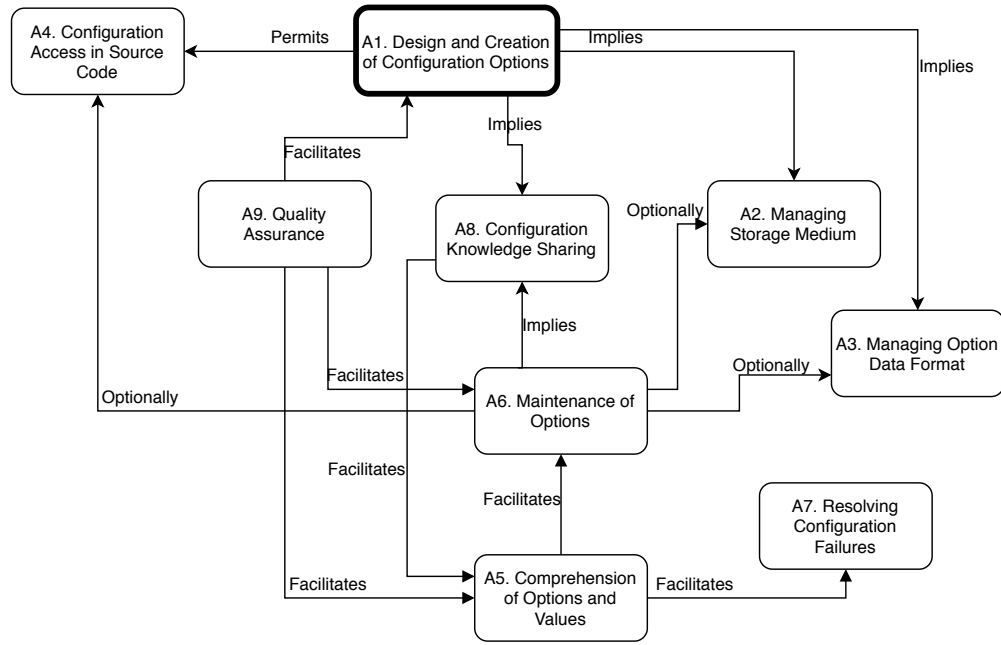 A4. Configuration
Access in Source
Code
Permits
A1. Design and Creation
of Configuration Options
Implies
Implies
Implies
Facilitates
A9. Quality
Assurance
A8. Configuration
Knowledge Sharing
Optionally
A2. Managing
Storage Medium
Implies
A3. Managing Option
Data Format
Optionally
Facilitates
Optionally
A6. Maintenance of
Options
Facilitates
Facilitates
A7. Resolving
Configuration
Failures
Facilitates
A5. Comprehension
of Options and
Values
Facilitates